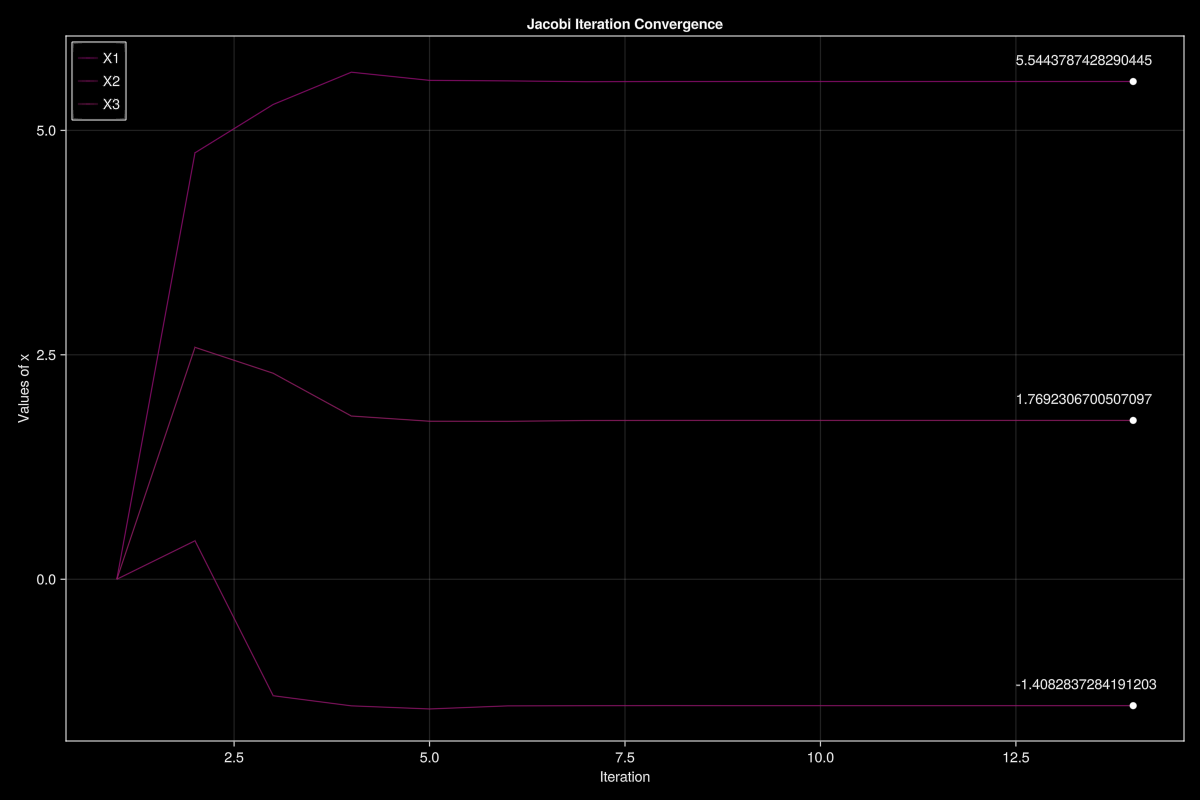 Jacobi Iteration Convergence
X1
X2
X3
5.5443787428290445
1.7692306700507097
-1.4082837284191203
Values of x
5.0
2.5
0.0
2.5
5.0
7.5
10.0
12.5
Iteration